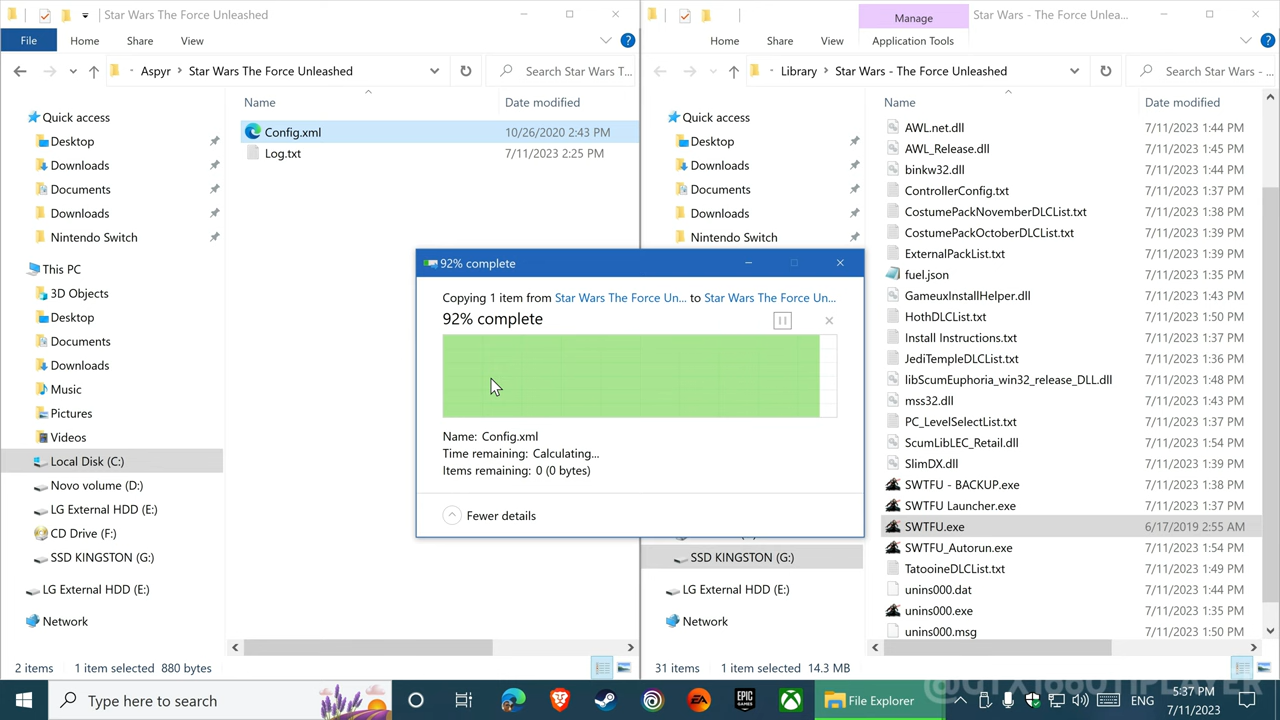 Star Wars The Force Unleashed
File
Home
Share
View
Aspyr
Star Wars The Force Unleashed
Search Star Wars T...
Name
Date modified
Quick access
Desktop
Downloads
Documents
Downloads
Nintendo Switch
This PC
3D Objects
Desktop
Documents
Downloads
Music
Pictures
Videos
Local Disk (C:)
Novo volume (D:)
LG External HDD (E:)
CD Drive (F:)
SSD KINGSTON (G:)
LG External HDD (E:)
Network
Config.xml 10/26/2020 2:43 PM
Log.txt 7/11/2023 2:25 PM
2 items 1 item selected 880 bytes
Manage
Star Wars - The Force Unlea...
Home
Share
View
Application Tools
Library
Star Wars - The Force Unleashed
Search Star Wars - ...
Name
Date modified
Quick access
Desktop
Downloads
Documents
Downloads
Nintendo Switch
SSD KINGSTON (G:)
LG External HDD (E:)
Network
AWL.net.dll 7/11/2023 1:44 PM
AWL_Release.dll 7/11/2023 1:45 PM
binkw32.dll 7/11/2023 1:44 PM
ControllerConfig.txt 7/11/2023 1:37 PM
CostumePackNovemberDLCList.txt 7/11/2023 1:38 PM
CostumePackOctoberDLCList.txt 7/11/2023 1:37 PM
ExternalPackList.txt 7/11/2023 1:44 PM
fuel.json 7/11/2023 1:44 PM
GameuxInstallHelper.dll 7/11/2023 1:43 PM
HothDLCList.txt 7/11/2023 1:44 PM
Install Instructions.txt 7/11/2023 1:37 PM
JediTempleDLCList.txt 7/11/2023 1:44 PM
libScumEuphoria_win32_release_DLL.dll 7/11/2023 1:48 PM
mss32.dll 7/11/2023 1:43 PM
PC_LevelSelectList.txt 7/11/2023 1:37 PM
ScumLibLEC_Retail.dll 7/11/2023 1:54 PM
SlimDX.dll 7/11/2023 1:39 PM
SWTFU - BACKUP.exe 7/11/2023 1:38 PM
SWTFU Launcher.exe 7/11/2023 1:44 PM
SWTFU.exe 6/17/2019 2:55 AM
SWTFU_Autorun.exe 7/11/2023 1:54 PM
TatooineDLCList.txt 7/11/2023 1:49 PM
unins000.dat 7/11/2023 1:44 PM
unins000.exe 7/11/2023 1:35 PM
unins000.msg 7/11/2023 1:50 PM
31 items 1 item selected 14.3 MB
92% complete
Copying 1 item from Star Wars The Force Un... to Star Wars The Force Un...
92% complete
Name: Config.xml
Time remaining: Calculating...
Items remaining: 0 (0 bytes)
Fewer details
Type here to search
EA
EPIC
GAMES
File Explorer
ENG
5:37 PM
7/11/2023